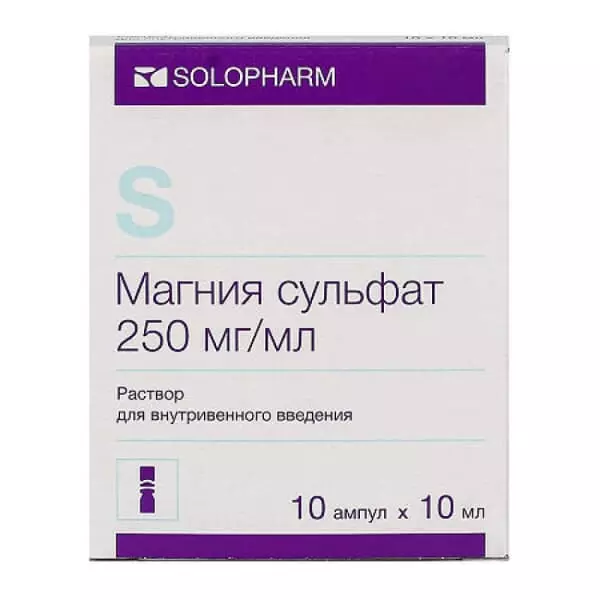 SOLOPHARM
S
Магния сульфат
250 мг/мл
Раствор
для внутривенного введения
10 ампул x 10 мл